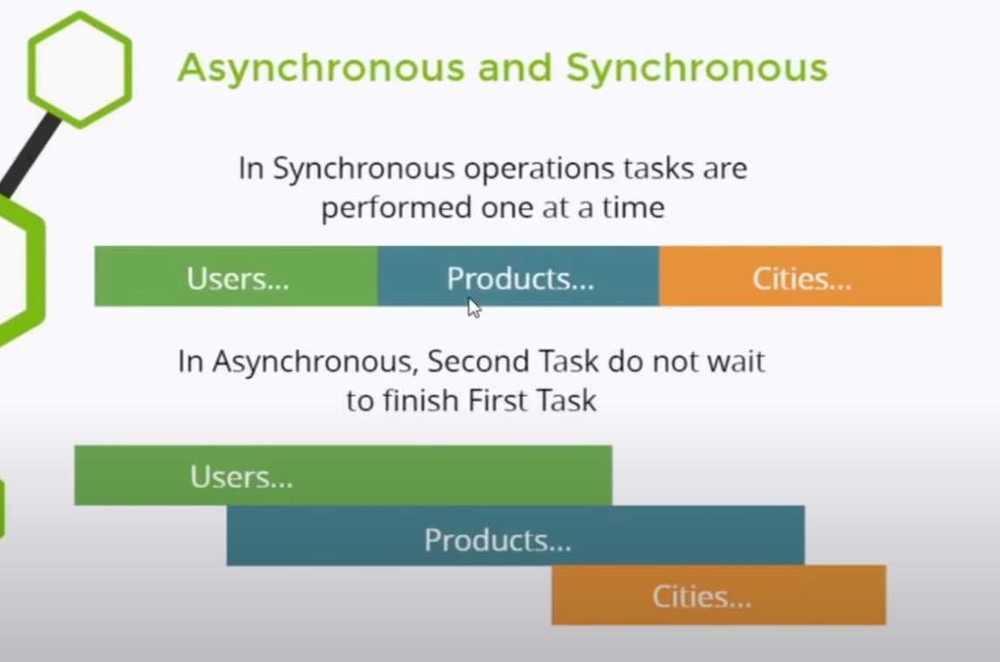 Asynchronous and Synchronous
In Synchronous operations tasks are
performed one at a time
Users...
Products...
Cities...
In Asynchronous, Second Task do not wait
to finish First Task
Users...
Products...
Cities...